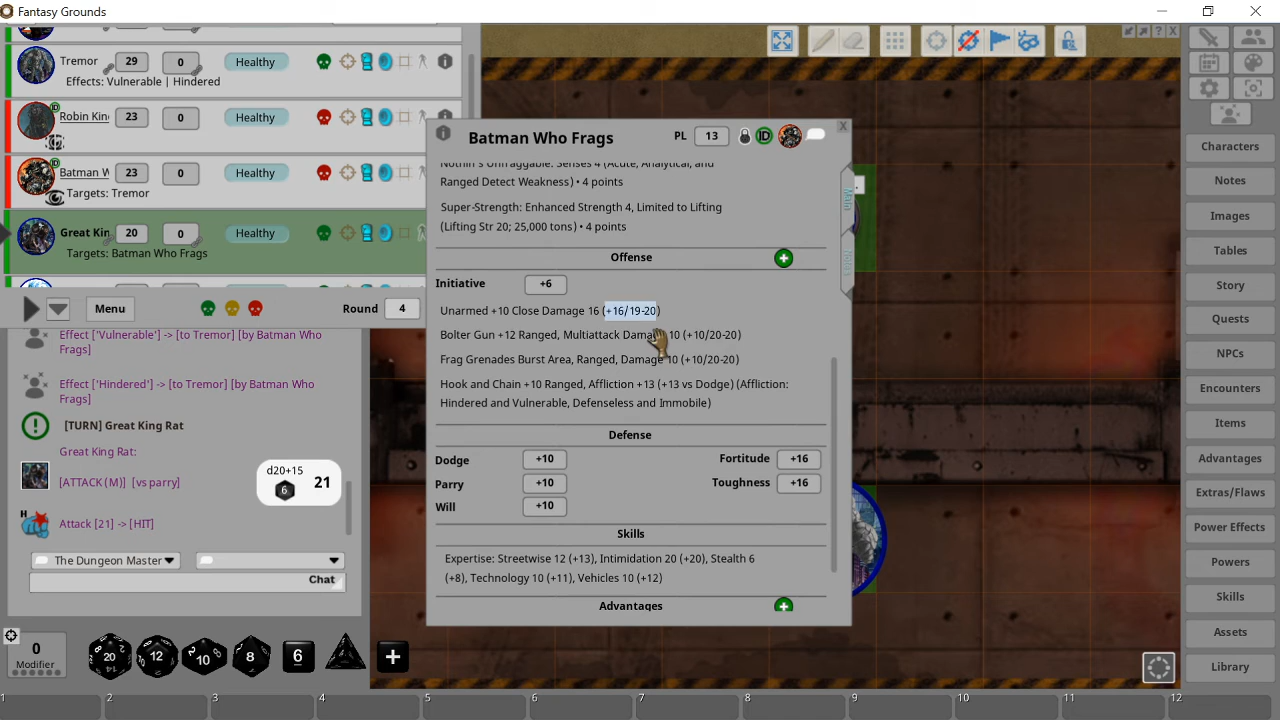 Fantasy Grounds
Tremor 29 0 Healthy
Effects: Vulnerable | Hindered
Robin Kin 23 0 Healthy
Batman W 23 0 Healthy
Targets: Tremor
Great Kin 20 0 Healthy
Targets: Batman Who Frags
Menu Round 4
Effect ['Vulnerable'] -> [to Tremor] [by Batman Who
Frags]
Effect ['Hindered'] -> [to Tremor] [by Batman Who
Frags]
[TURN] Great King Rat
Great King Rat:
[ATTACK (M)] [vs parry]
d20+15
6 21
Attack [21] -> [HIT]
The Dungeon Master
Chat
0
Modifier
20 12 10 8 6
1 2 3 4 5 6 7 8 9 10 11 12
Batman Who Frags PL 13 ID
Ranged Detect Weakness) • 4 points
Super-Strength: Enhanced Strength 4, Limited to Lifting
(Lifting Str 20; 25,000 tons) • 4 points
Offense
Initiative +6
Unarmed +10 Close Damage 16 (+16/19-20)
Bolter Gun +12 Ranged, Multiattack Damage 10 (+10/20-20)
Frag Grenades Burst Area, Ranged, Damage 10 (+10/20-20)
Hook and Chain +10 Ranged, Affliction +13 (+13 vs Dodge) (Affliction:
Hindered and Vulnerable, Defenseless and Immobile)
Defense
Dodge +10 Fortitude +16
Parry +10 Toughness +16
Will +10
Skills
Expertise: Streetwise 12 (+13), Intimidation 20 (+20), Stealth 6
(+8), Technology 10 (+11), Vehicles 10 (+12)
Advantages
Main
Characters
Notes
Images
Tables
Story
Quests
NPCs
Encounters
Items
Advantages
Extras/Flaws
Power Effects
Powers
Skills
Assets
Library